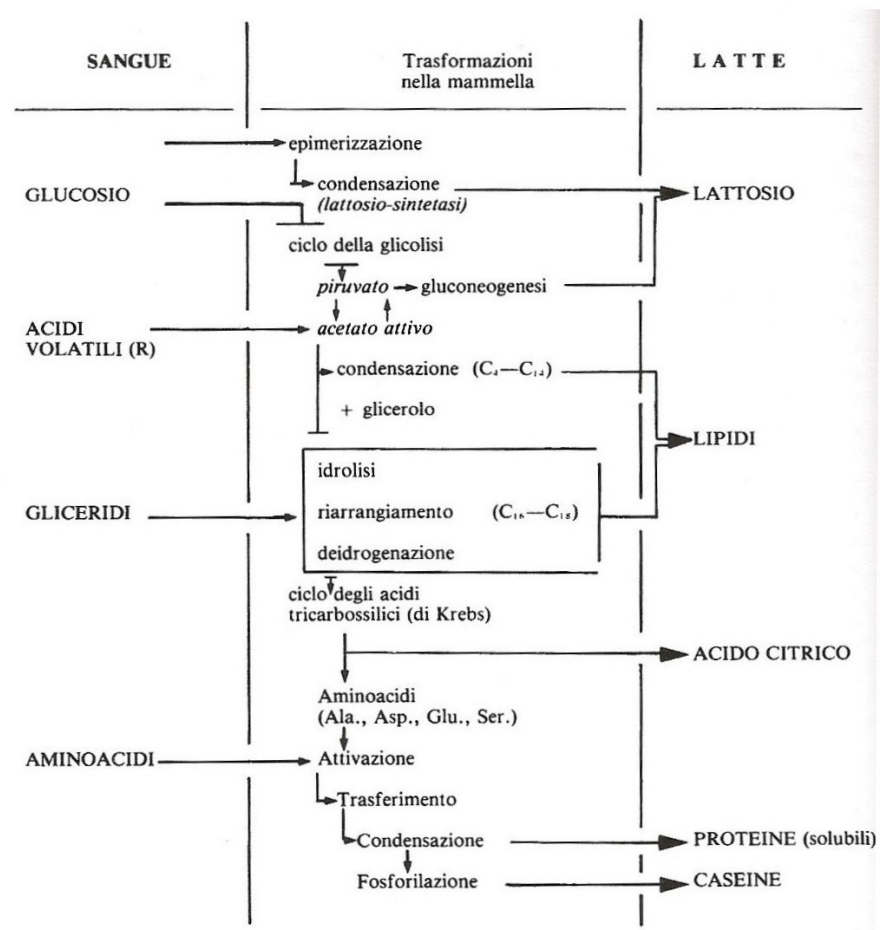 SANGUE
Trasformazioni
nella mammella
LATTE
epimerizzazione
condensazione
(lattosio-sintetasi)
GLUCOSIO
LATTOSIO
ciclo della glicolisi
piruvato
gluconeogenesi
ACIDI
VOLATILI (R)
acetato attivo
condensazione (C₄—C₁₄)
+ glicerolo
LIPIDI
idrolisi
GLICERIDI
riarrangiamento (C₁₆—C₁₈)
deidrogenazione
ciclo degli acidi
tricarbossilici (di Krebs)
ACIDO CITRICO
Aminoacidi
(Ala., Asp., Glu., Ser.)
AMINOACIDI
Attivazione
Trasferimento
Condensazione
PROTEINE (solubili)
Fosforilazione
CASEINE